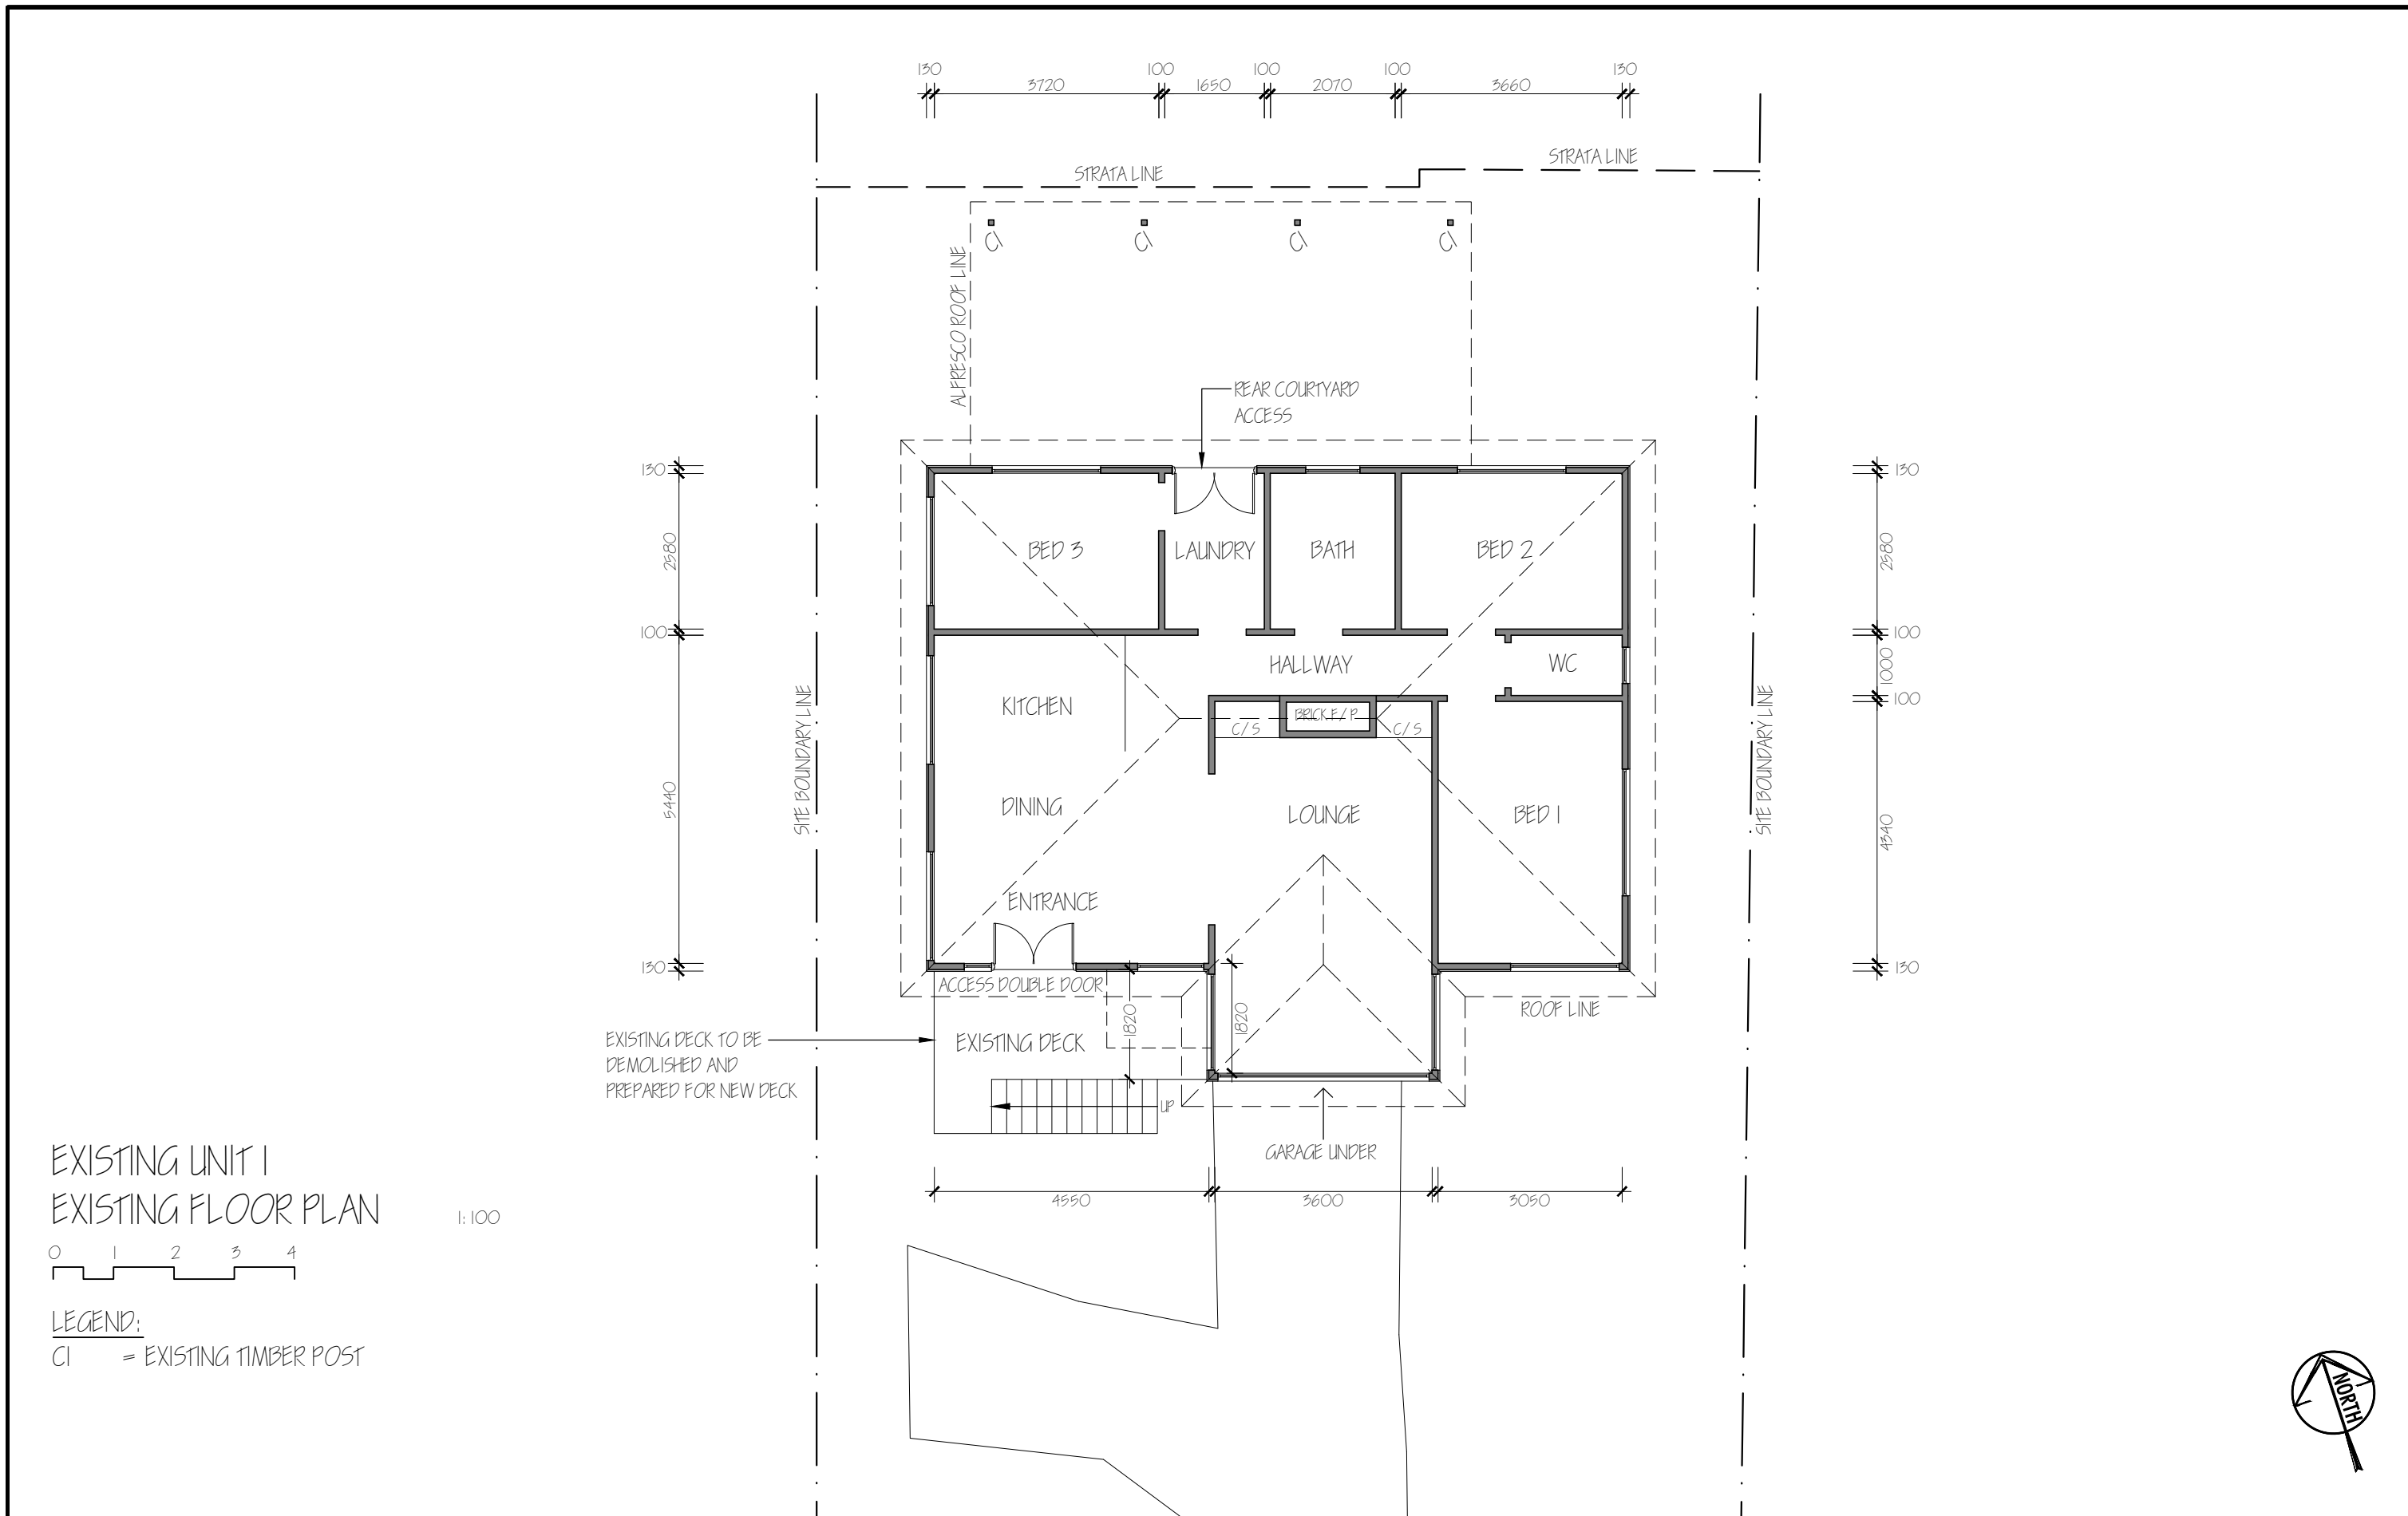 130 100 100 100 130
3720 1650 2070 3660
STRATA LINE
STRATA LINE
C1 C1 C1 C1
ALFRESCO ROOF LINE
REAR COURTYARD
ACCESS
130 130
2580 2580
BED 3 LAUNDRY BATH BED 2
100 100
HALLWAY WC
1000
100
KITCHEN
BRICK F/P
C/S C/S
SITE BOUNDARY LINE
SITE BOUNDARY LINE
5440
DINING
LOUNGE
BED 1
4340
ENTRANCE
130 130
ACCESS DOUBLE DOOR
ROOF LINE
1820
1820
EXISTING DECK TO BE
DEMOLISHED AND
PREPARED FOR NEW DECK
EXISTING DECK
UP
GARAGE UNDER
4550 3600 3050
EXISTING UNIT 1
EXISTING FLOOR PLAN 1:100
0 1 2 3 4
LEGEND:
C1 = EXISTING TIMBER POST
NORTH